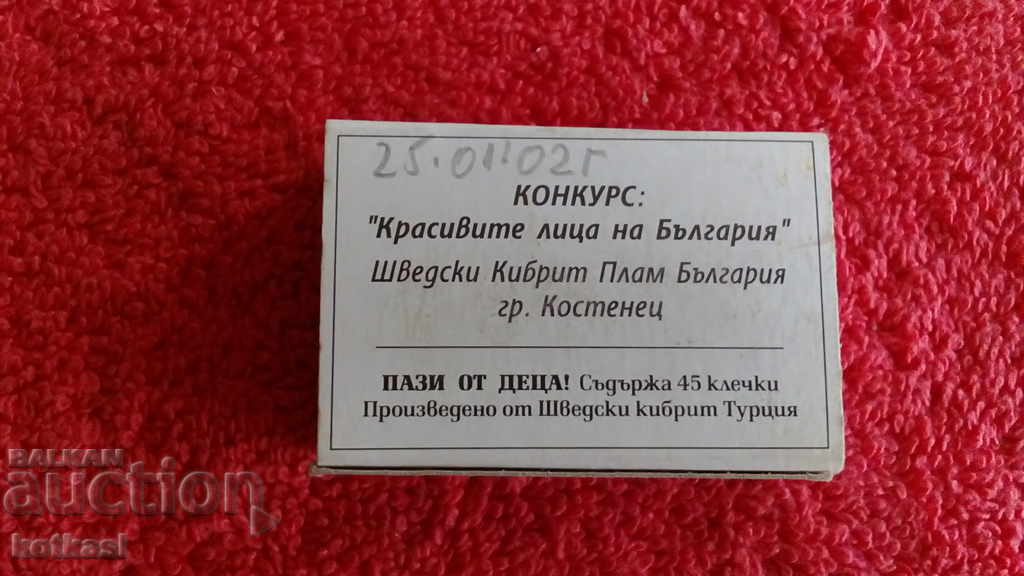 25.01.02г
КОНКУРС:
"Красивите лица на България"
Шведски Кибрит Плам България
гр. Костенец
ПАЗИ ОТ ДЕЦА! Съдържа 45 клечки
Произведено от Шведски кибрит Турция
BALKAN
auction
kotkasl